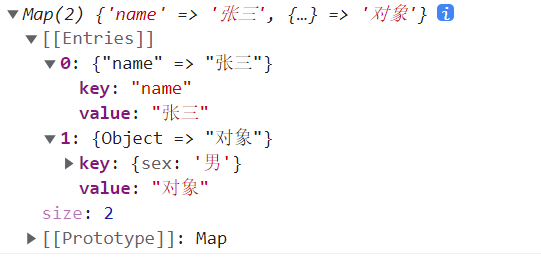 ▼Map(2) {'name' => '张三', {…} => '对象'} i
▼[[Entries]]
▼0: {"name" => "张三"}
key: "name"
value: "张三"
▼1: {Object => "对象"}
▶key: {sex: '男'}
value: "对象"
size: 2
▶[[Prototype]]: Map